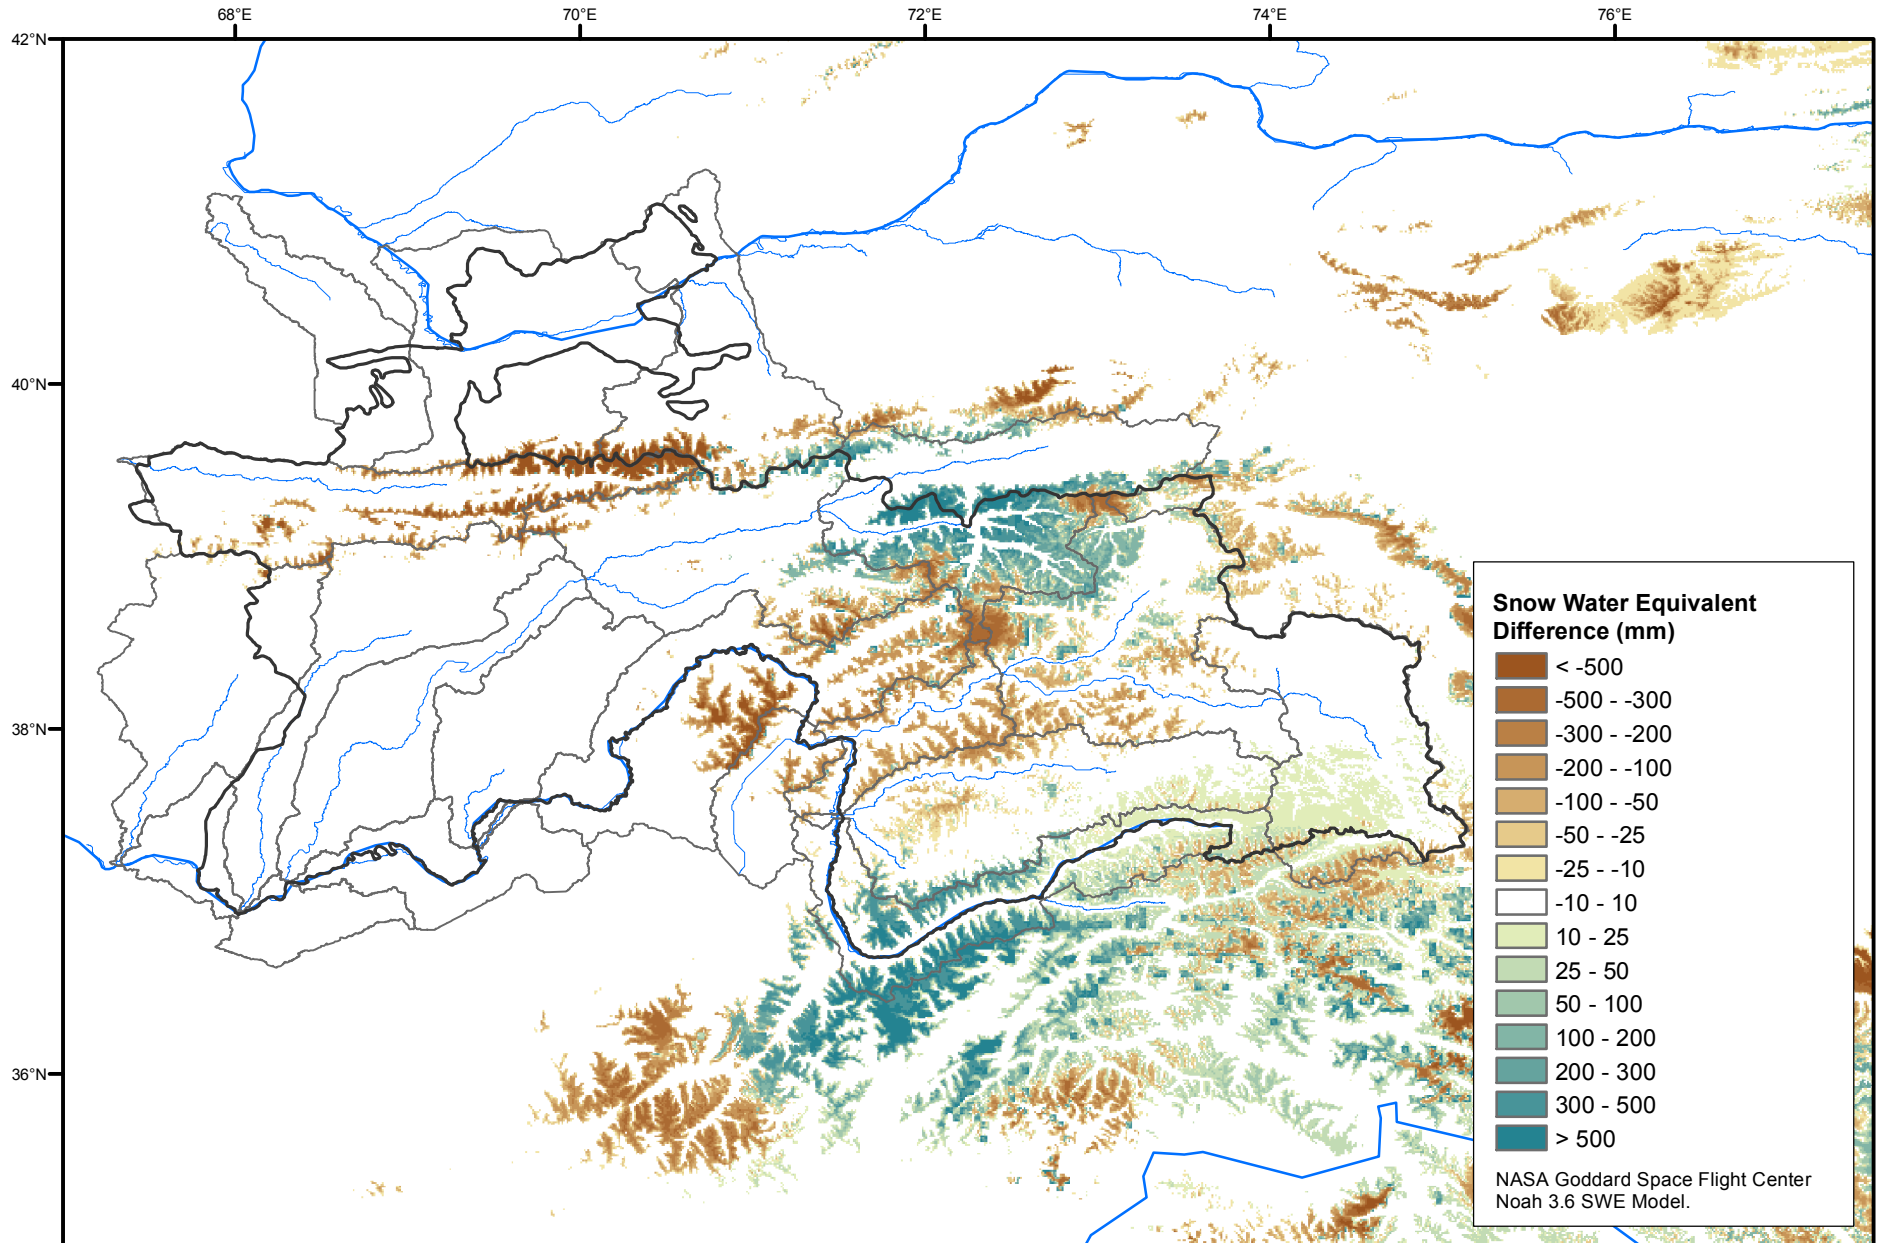 68°E
70°E
72°E
74°E
76°E
42°N
40°N
38°N
36°N
Snow Water Equivalent
Difference (mm)
< -500
-500 - -300
-300 - -200
-200 - -100
-100 - -50
-50 - -25
-25 - -10
-10 - 10
10 - 25
25 - 50
50 - 100
100 - 200
200 - 300
300 - 500
> 500
NASA Goddard Space Flight Center
Noah 3.6 SWE Model.